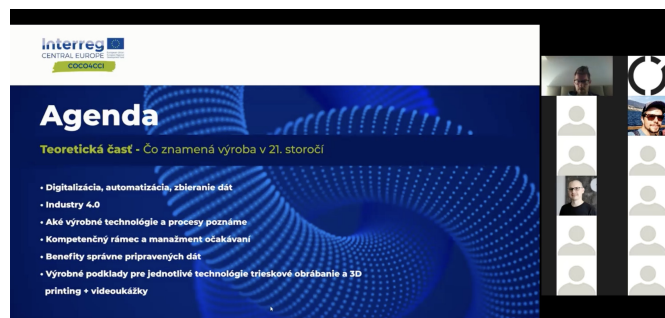 Interreg
CENTRAL EUROPE
COCO4CCI
Agenda
Teoretická časť - Čo znamená výroba v 21. storočí
• Digitalizácia, automatizácia, zbieranie dát
• Industry 4.0
• Aké výrobné technológie a procesy poznáme
• Kompetenčný rámec a manažment očakávaní
• Benefity správne pripravených dát
• Výrobné podklady pre jednotlivé technológie trieskové obrábanie a 3D
printing + videoukážky